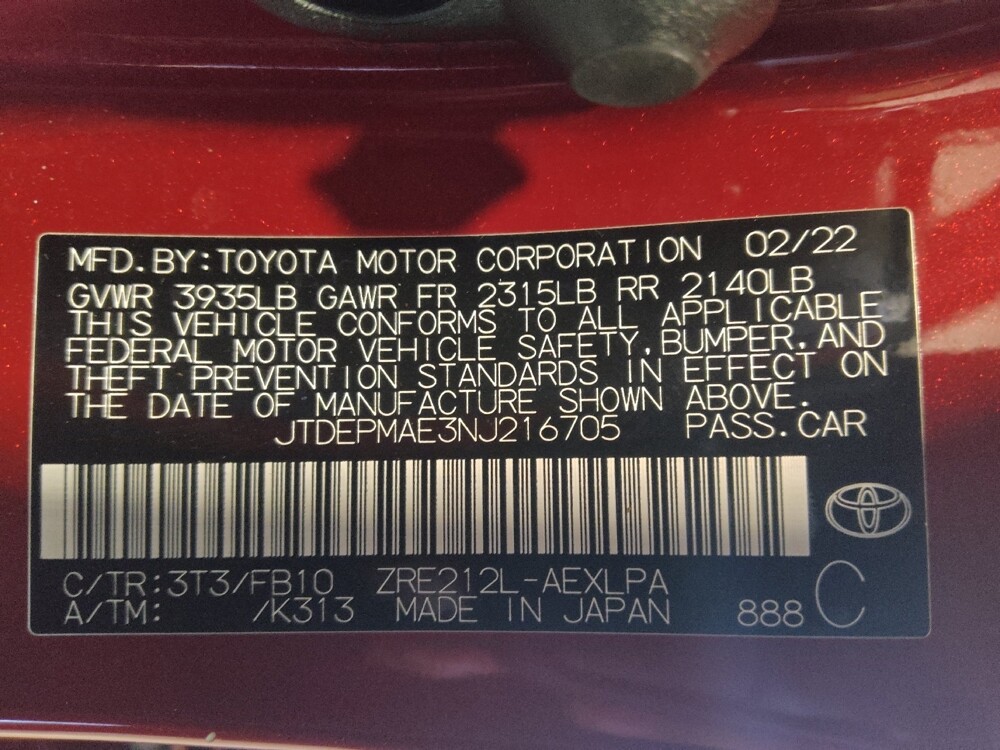 MFD.BY:TOYOTA MOTOR CORPORATION 02/22
GVWR 3935LB GAWR FR 2315LB RR 2140LB
THIS VEHICLE CONFORMS TO ALL APPLICABLE
FEDERAL MOTOR VEHICLE SAFETY,BUMPER,AND
THEFT PREVENTION STANDARDS IN EFFECT ON
THE DATE OF MANUFACTURE SHOWN ABOVE.
JTDEPMAE3NJ216705 PASS.CAR
C/TR:3T3/FB10 ZRE212L-AEXLPA
A/TM: /K313 MADE IN JAPAN 888 C